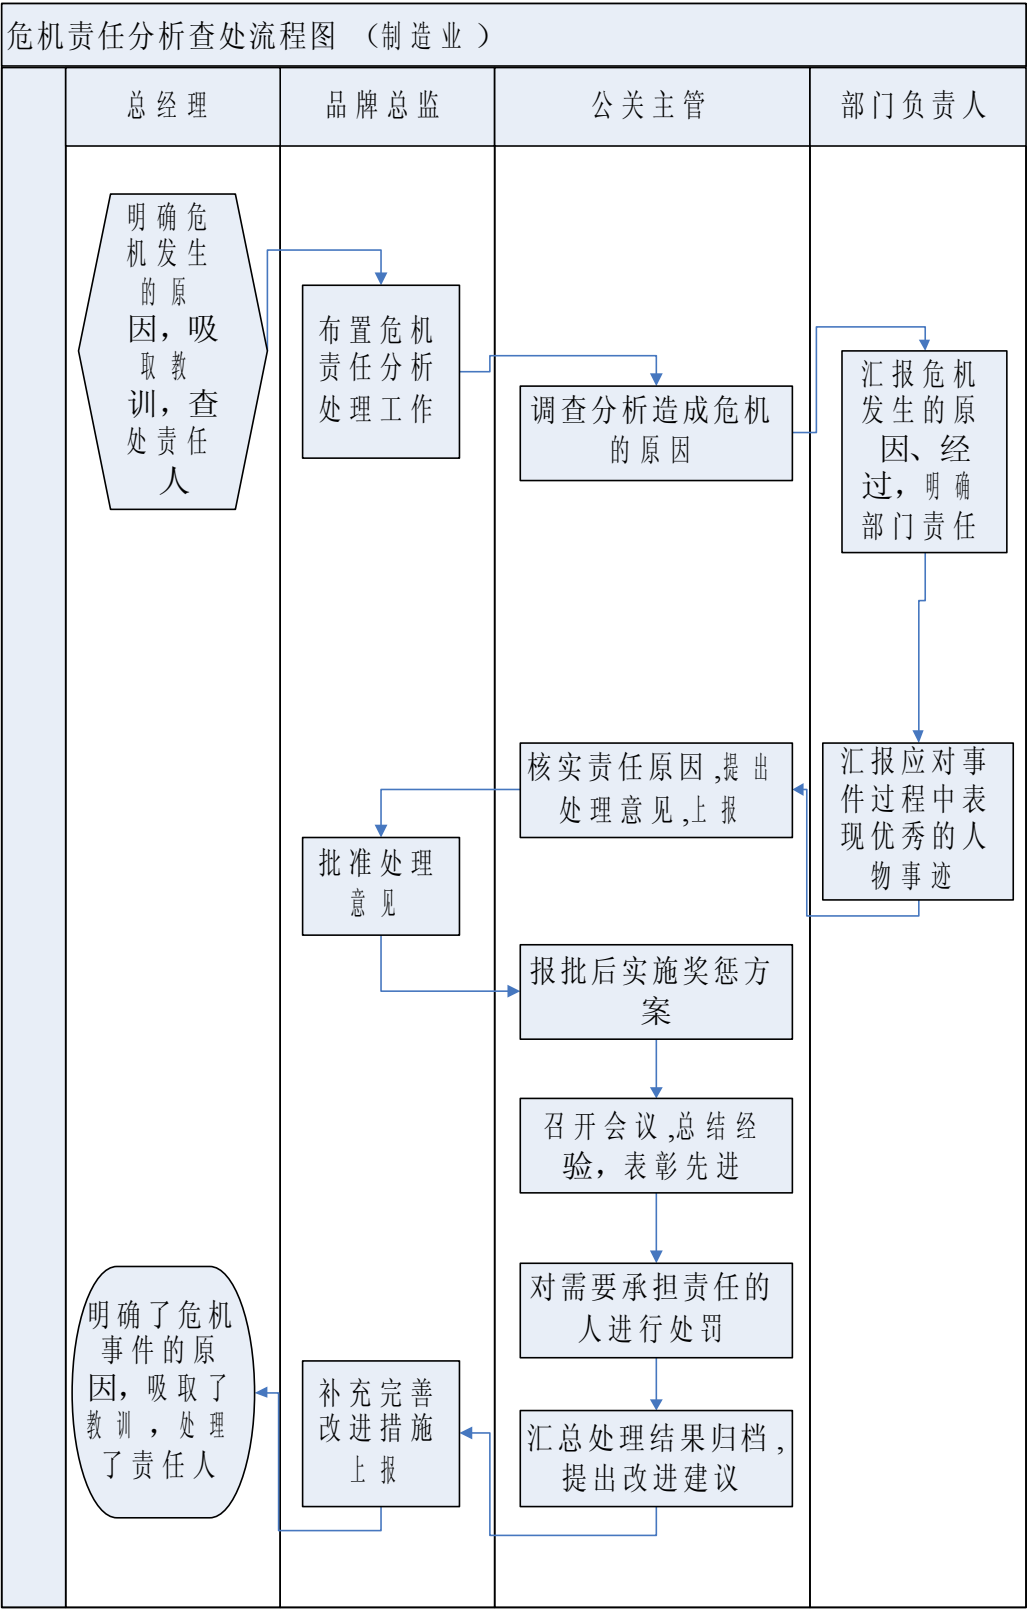 危机责任分析查处流程图 （制造业）
总经理
品牌总监
公关主管
部门负责人
明确危
机发生
的原
因，吸
取教
训，查
处责任
人
布置危机
责任分析
处理工作
调查分析造成危机
的原因
汇报危机
发生的原
因、经
过，明确
部门责任
汇报应对事
件过程中表
现优秀的人
物事迹
核实责任原因,提出
处理意见,上报
批准处理
意见
报批后实施奖惩方
案
召开会议,总结经
验，表彰先进
对需要承担责任的
人进行处罚
汇总处理结果归档,
提出改进建议
补充完善
改进措施
上报
明确了危机
事件的原
因，吸取了
教训，处理
了责任人